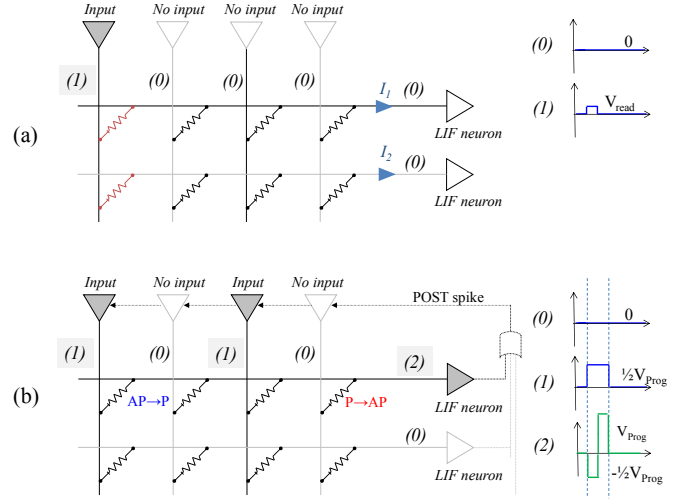 Input No input No input No input
(1) (0) (0) (0)
I1 (0)
LIF neuron
I2 (0)
LIF neuron
(a)
(0) 0
(1) Vread
Input No input Input No input
POST spike
(1) (0) (1) (0) (2)
AP→P P→AP LIF neuron
(0)
LIF neuron
(b)
(0) 0
(1) ½VProg
(2) VProg
-½VProg